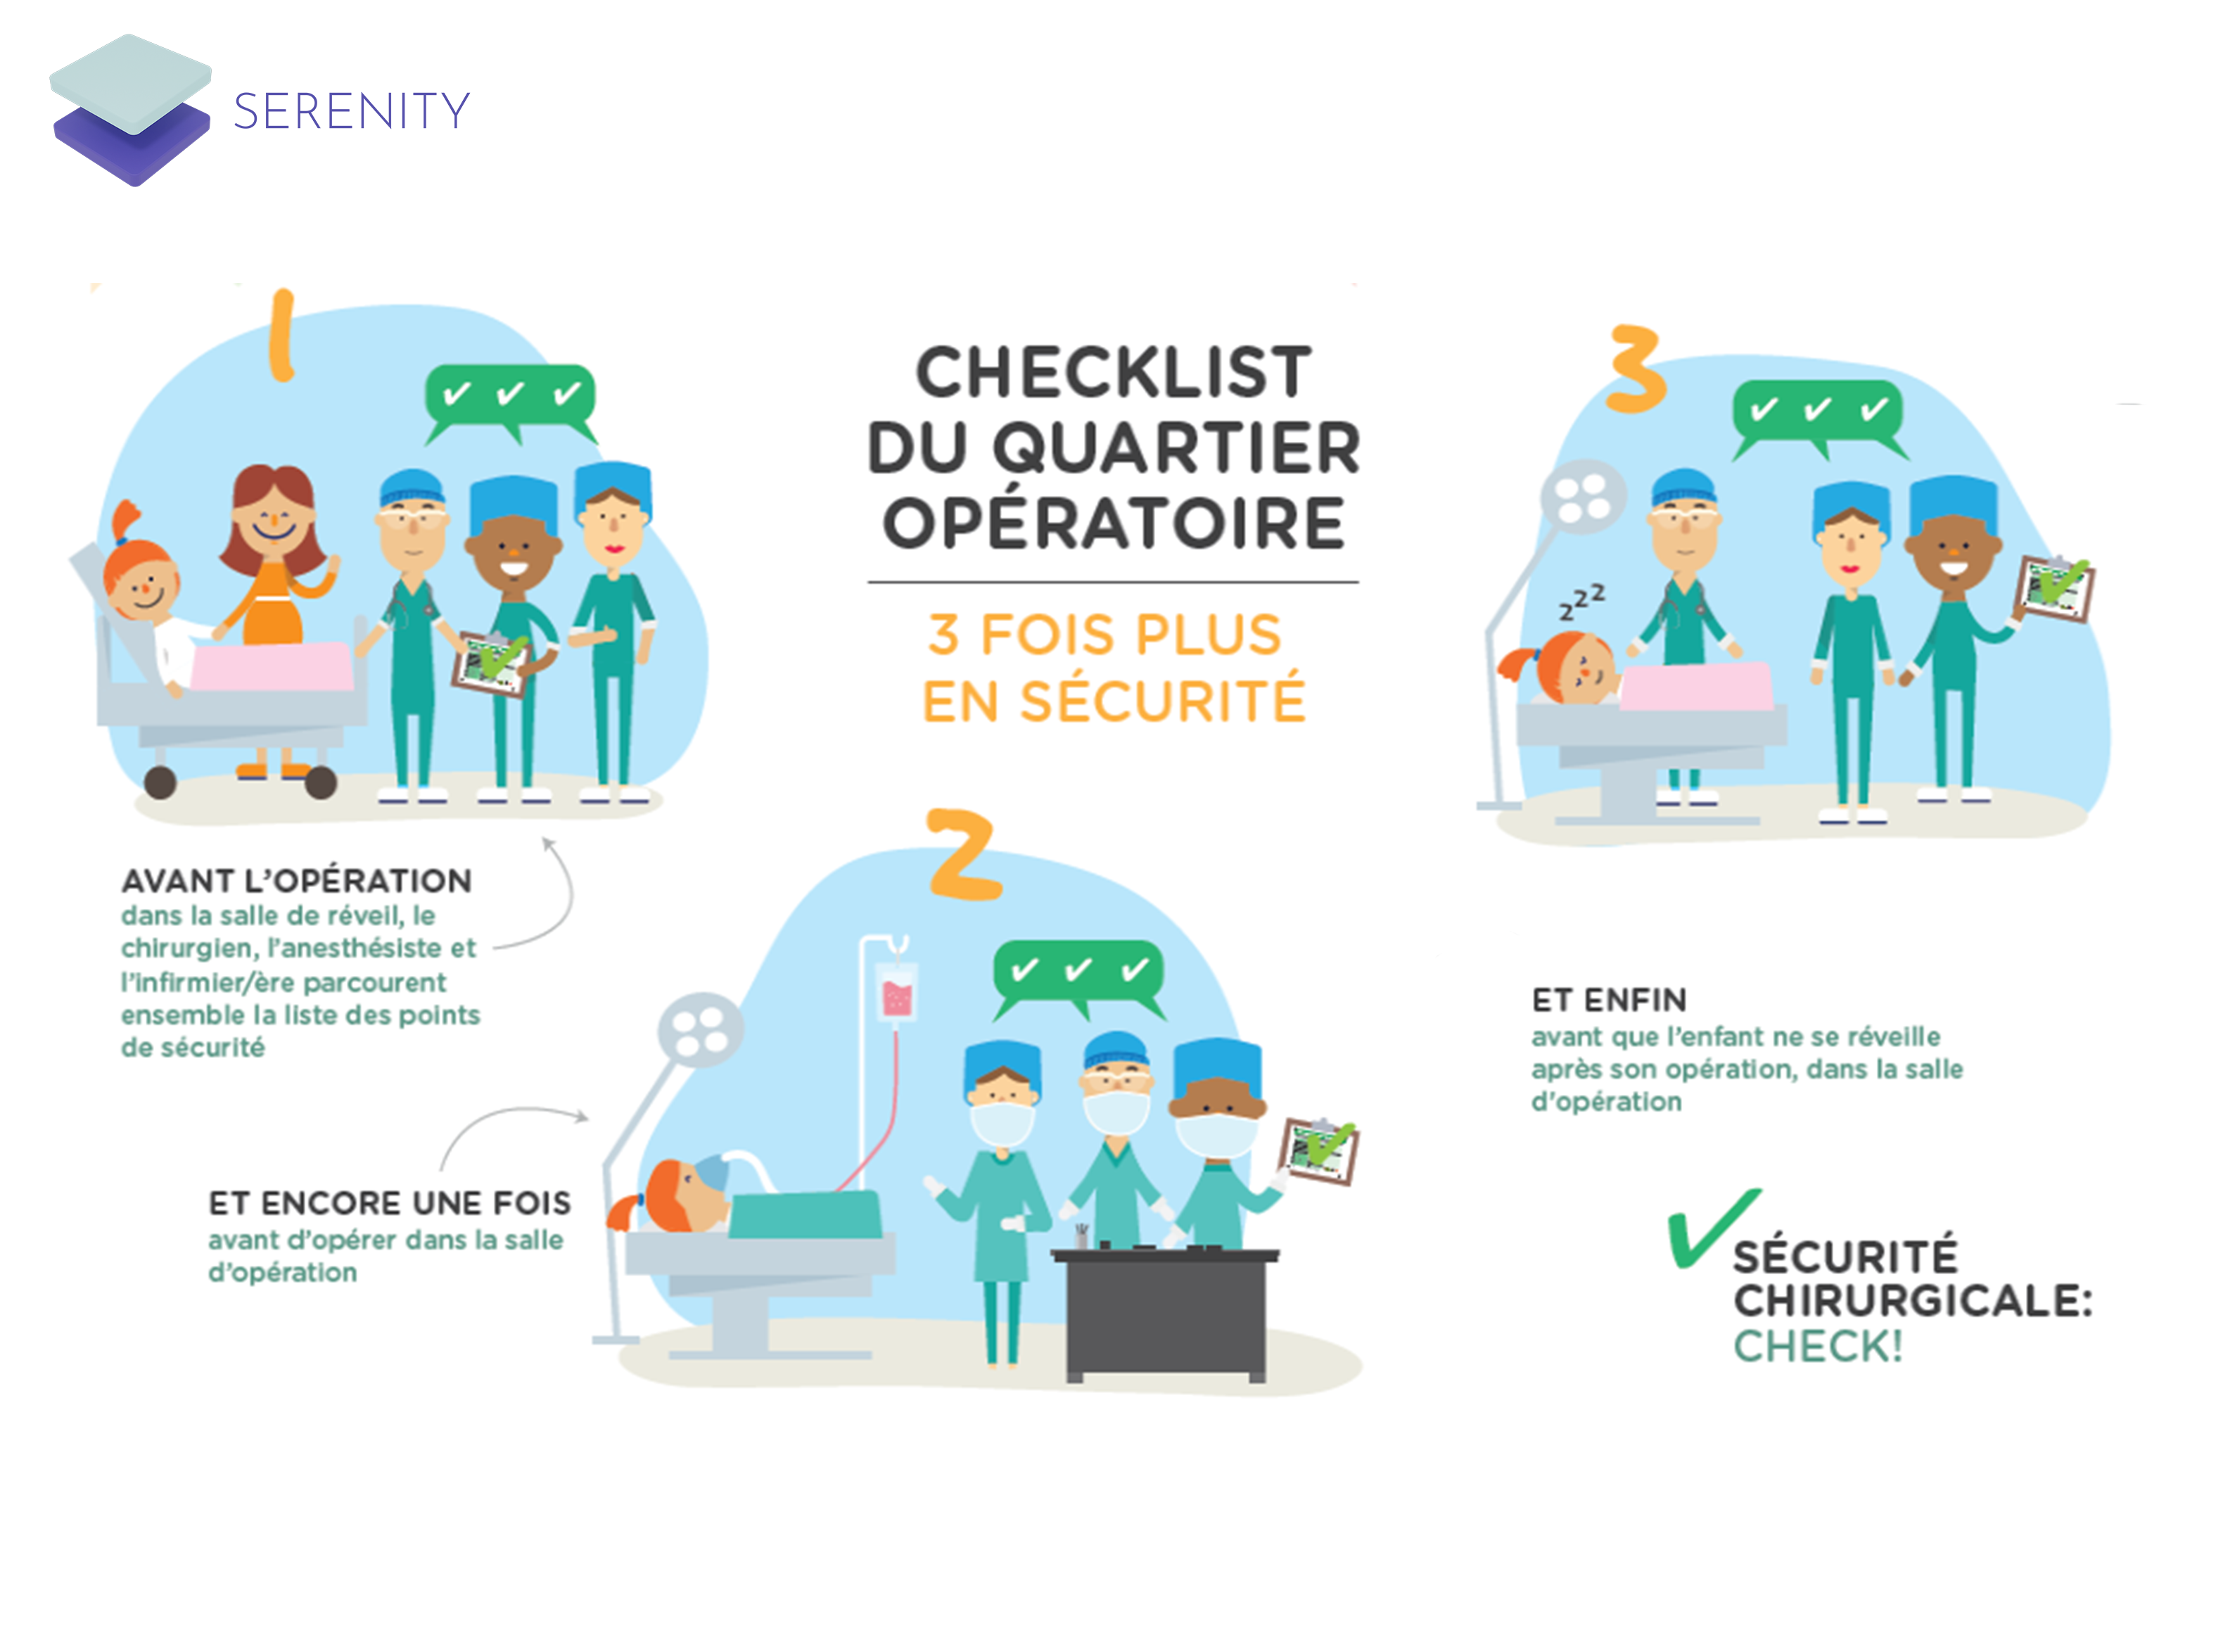 SERENITY
1
CHECKLIST
DU QUARTIER
OPÉRATOIRE
3 FOIS PLUS
EN SÉCURITÉ
AVANT L'OPÉRATION
dans la salle de réveil, le
chirurgien, l'anesthésiste et
l'infirmier/ère parcourent
ensemble la liste des points
de sécurité
2
ET ENCORE UNE FOIS
avant d'opérer dans la salle
d'opération
3
zzz
ET ENFIN
avant que l'enfant ne se réveille
après son opération, dans la salle
d'opération
SÉCURITÉ
CHIRURGICALE:
CHECK!